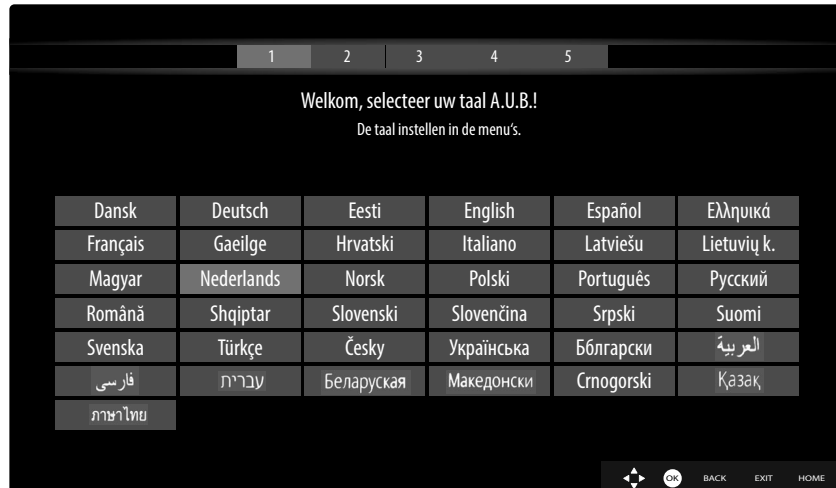 1 2 3 4 5
Welkom, selecteer uw taal A.U.B.!
De taal instellen in de menu's.
Dansk Deutsch Eesti English Español Ελληυικά
Français Gaeilge Hrvatski Italiano Latviešu Lietuvių k.
Magyar Nederlands Norsk Polski Português Русский
Română Shqiptar Slovenski Slovenčina Srpski Suomi
Svenska Türkçe Česky Українська Бблгарски العربية
فارسی עברית Беларуская Македонски Crnogorski Қазақ
ภาษาไทย
OK BACK EXIT HOME